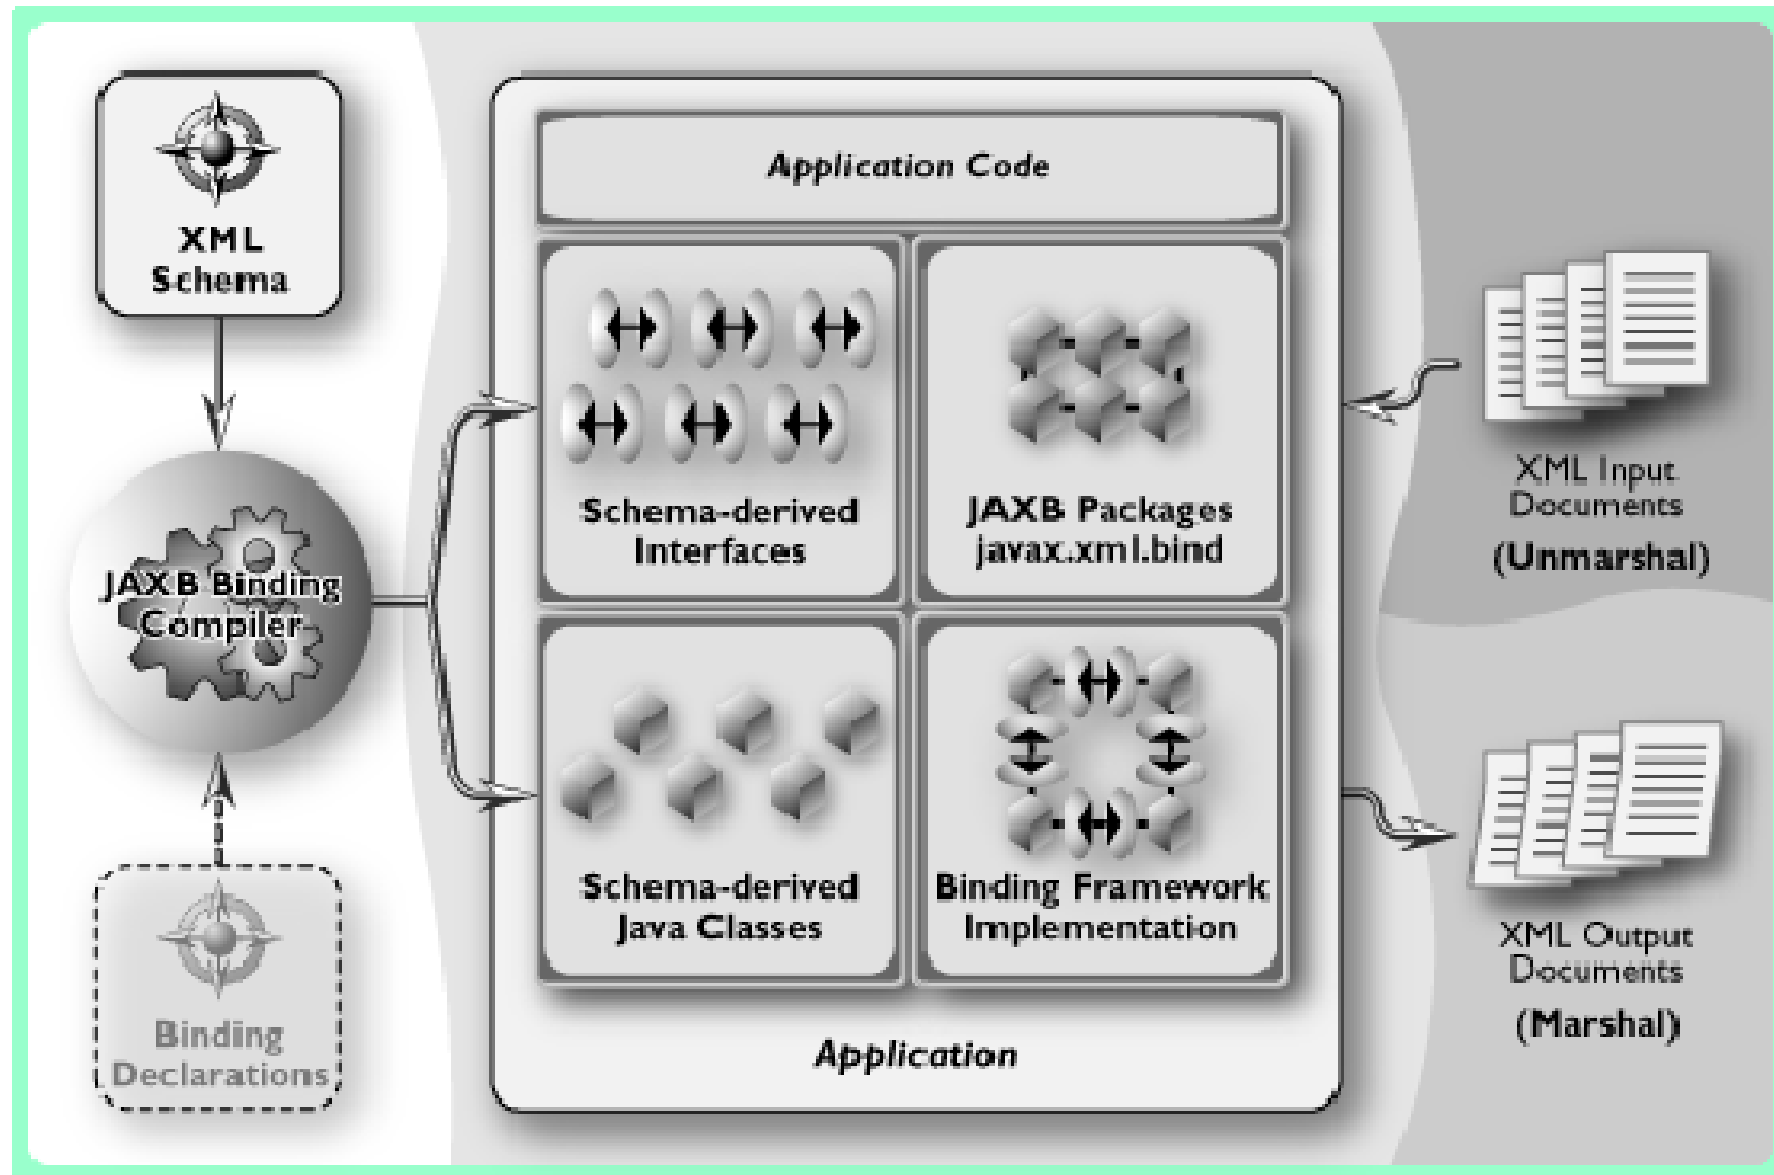 XML
Schema
JAXB Binding
Compiler
Binding
Declarations
Application Code
Schema-derived
Interfaces
JAXB Packages
javax.xml.bind
Schema-derived
Java Classes
Binding Framework
Implementation
Application
XML Input
Documents
(Unmarshal)
XML Output
Documents
(Marshal)